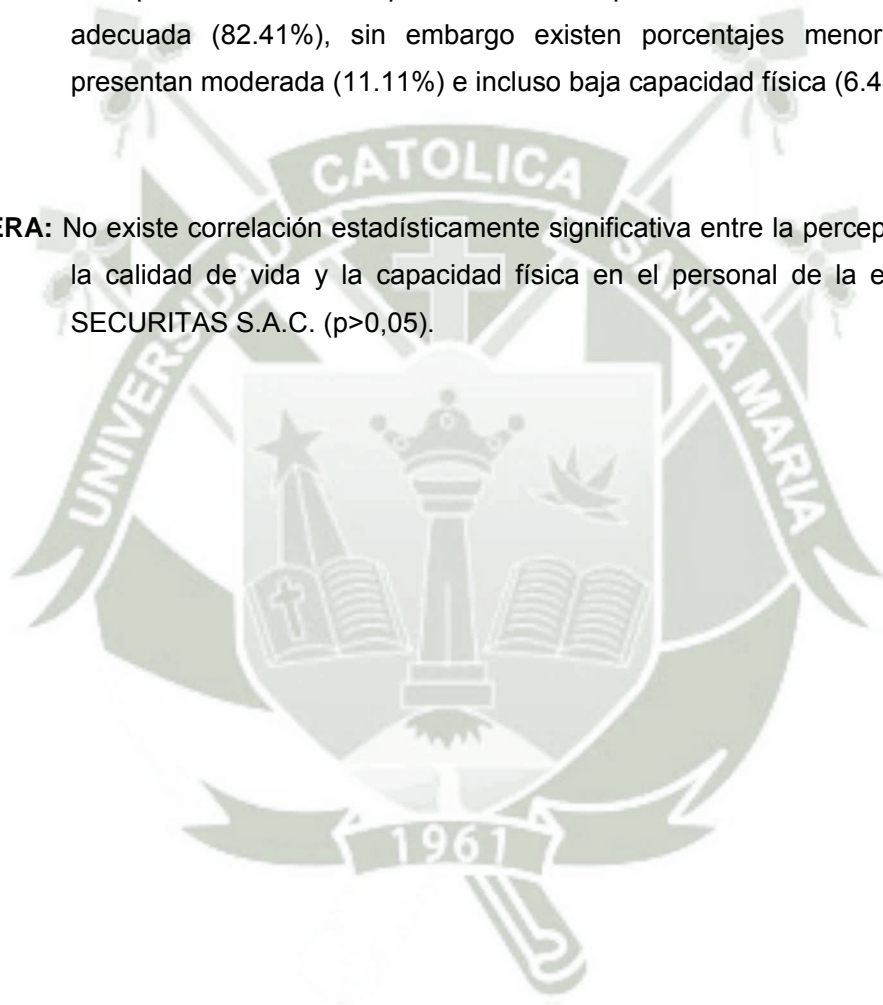 adecuada (82.41%), sin embargo existen porcentajes menor
presentan moderada (11.11%) e incluso baja capacidad física (6.4
ERA: No existe correlación estadísticamente significativa entre la percep
la calidad de vida y la capacidad física en el personal de la e
SECURITAS S.A.C. (p>0,05).
UNIVERSIDAD CATOLICA SANTA MARIA
1961